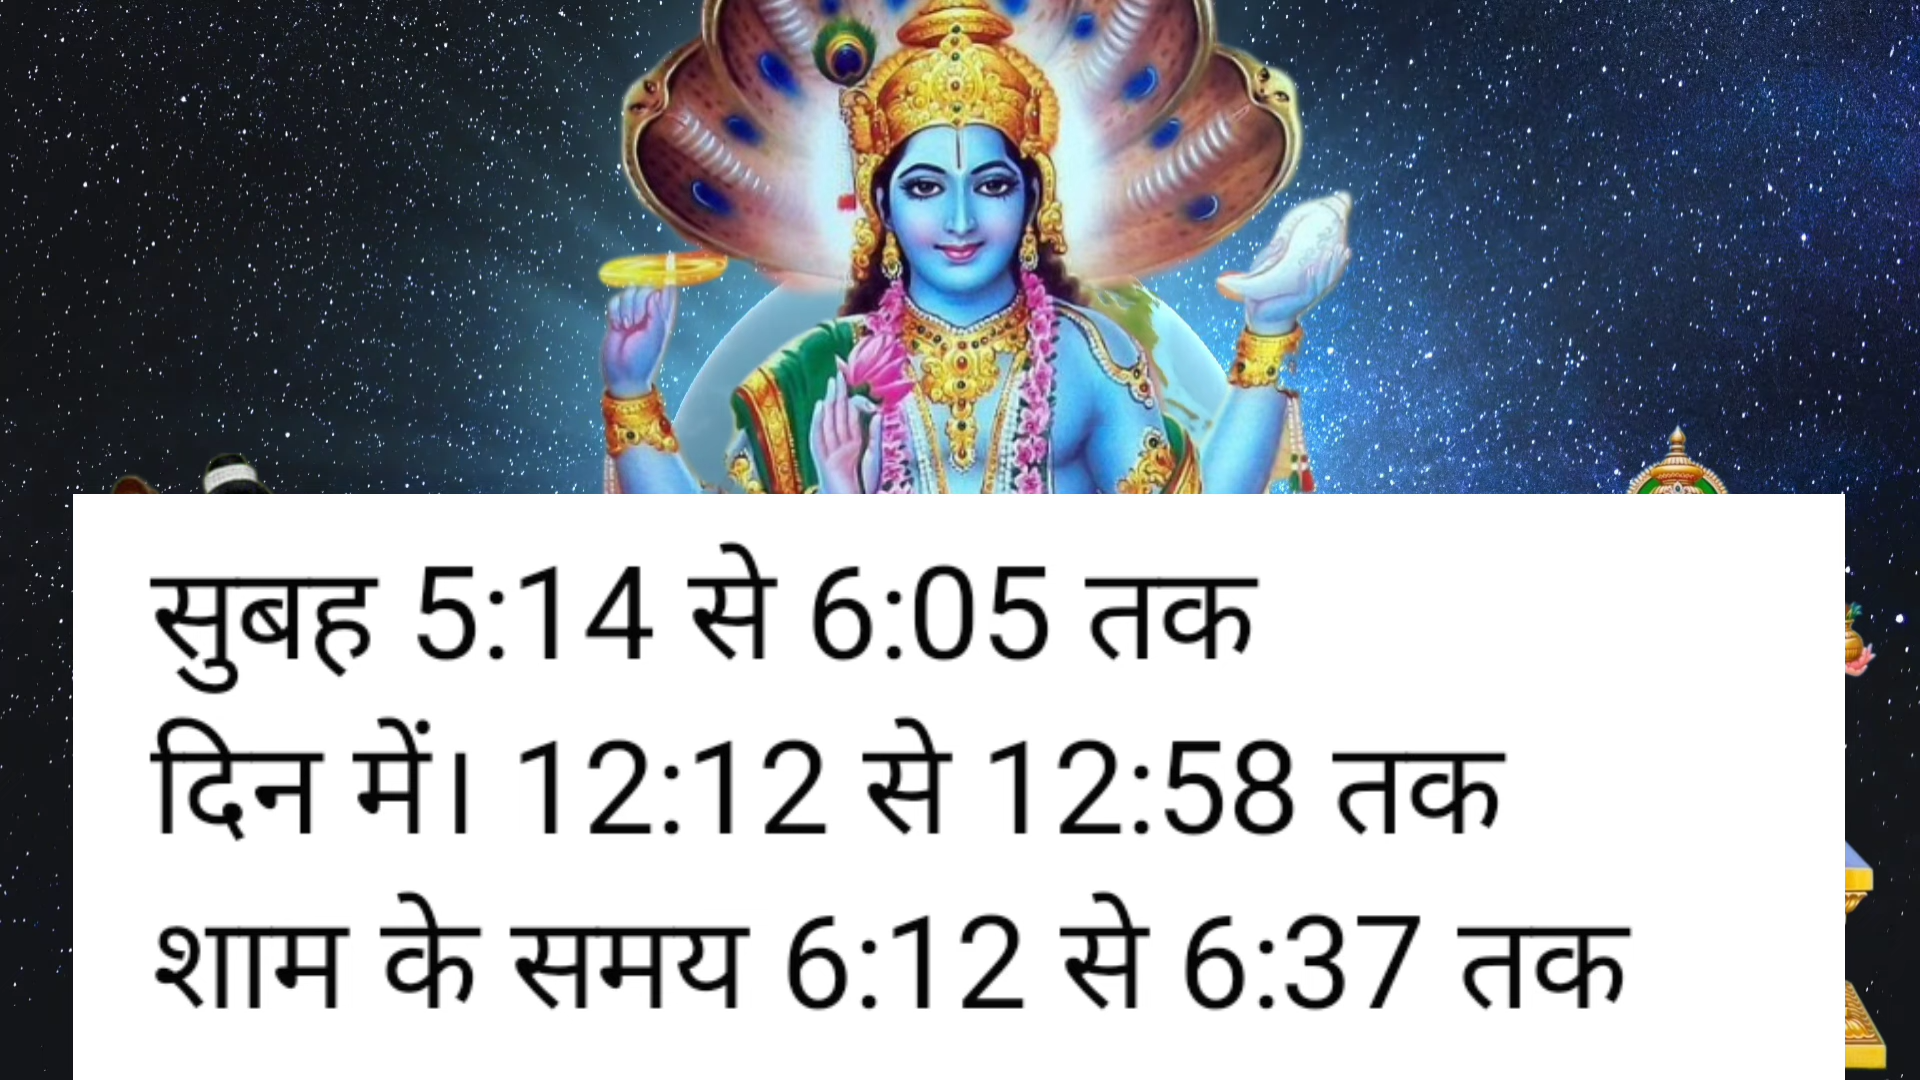 सुबह 5:14 से 6:05 तक
दिन में। 12:12 से 12:58 तक
शाम के समय 6:12 से 6:37 तक